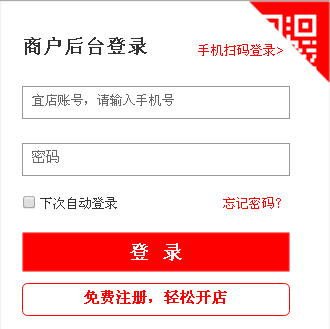 商户后台登录 手机扫码登录>
宜店账号，请输入手机号
密码
下次自动登录 忘记密码？
登 录
免费注册，轻松开店